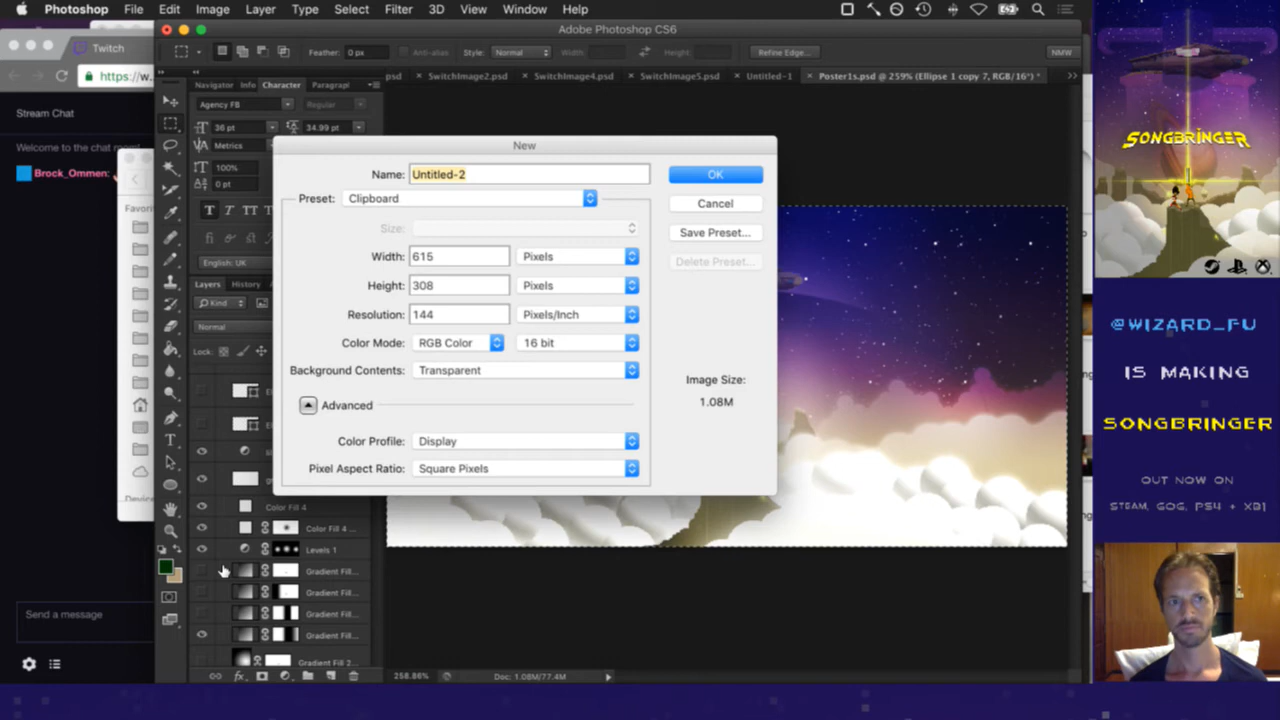 Photoshop File Edit Image Layer Type Select Filter 3D View Window Help
Adobe Photoshop CS6
Twitch
https://w.
Stream Chat
Welcome to the chat room!
Brock_Ommen:
Favori
Device
Send a message
Feather: 0 px Anti-alias Style: Normal Width: Height: Refine Edge... NMW
Navigator Info Character Paragrapl
psd × SwitchImage2.psd × SwitchImage4.psd × SwitchImage5.psd × Untitled-1 × Poster1s.psd @ 259% (Ellipse 1 copy 7, RGB/16*) *
Agency FB Regular
36 pt 34.99 pt
Metrics
100%
0 pt
English: UK
Layers History
Kind
Normal
Lock:
Color Fill 4
Color Fill 4 ...
Levels 1
Gradient Fill...
Gradient Fill...
Gradient Fill...
Gradient Fill...
Gradient Fill 2...
258.86% Doc: 1.08M/77.4M
New
Name: Untitled-2
OK
Preset: Clipboard
Cancel
Size:
Save Preset...
Width: 615 Pixels
Delete Preset...
Height: 308 Pixels
Resolution: 144 Pixels/Inch
Color Mode: RGB Color 16 bit
Background Contents: Transparent
Image Size:
1.08M
Advanced
Color Profile: Display
Pixel Aspect Ratio: Square Pixels
SONGBRINGER
@WIZARD_FU
IS MAKING
SONGBRINGER
OUT NOW ON
STEAM, GOG, PS4 + XB1